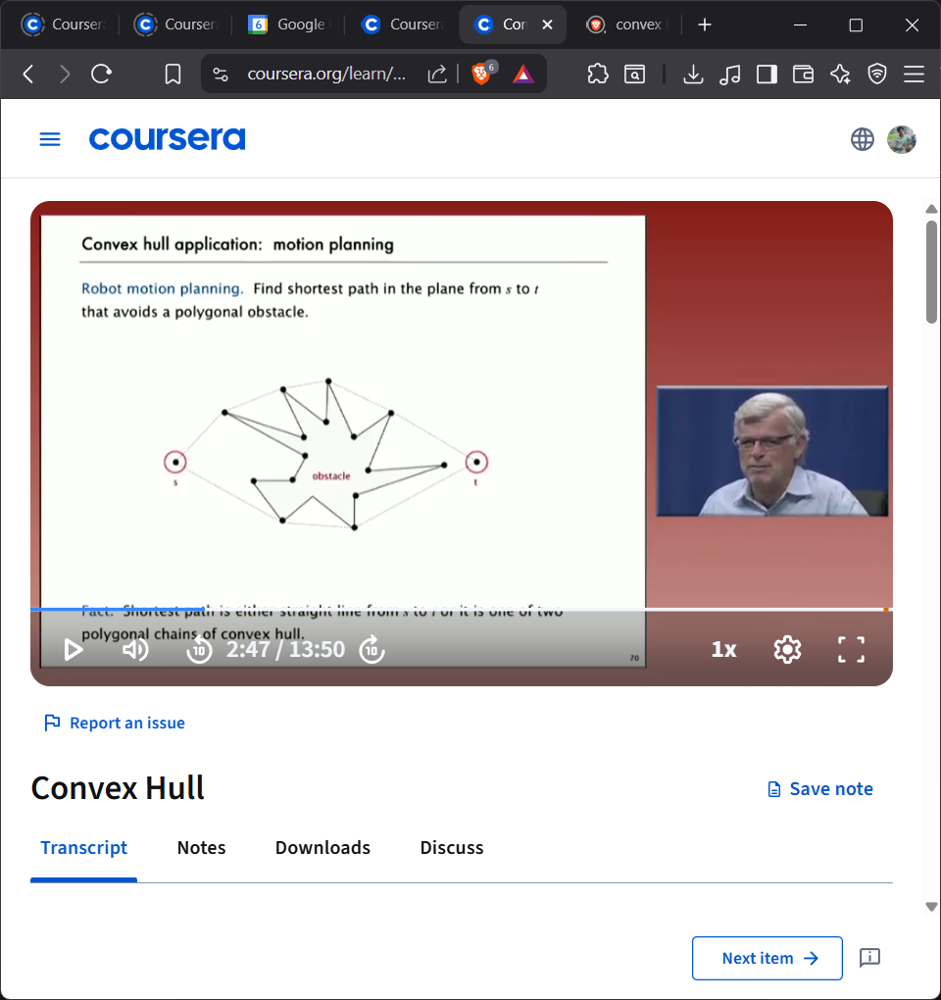 Courser
Course
6
Google
Course
Cor
convex
coursera.org/learn/...
6
coursera
Convex hull application: motion planning
Robot motion planning. Find shortest path in the plane from s to t
that avoids a polygonal obstacle.
obstacle
s
t
Fact. Shortest path is either straight line from s to t or it is one of two
polygonal chains of convex hull.
10
2:47 / 13:50
10
1x
70
Report an issue
Convex Hull
Save note
Transcript
Notes
Downloads
Discuss
Next item